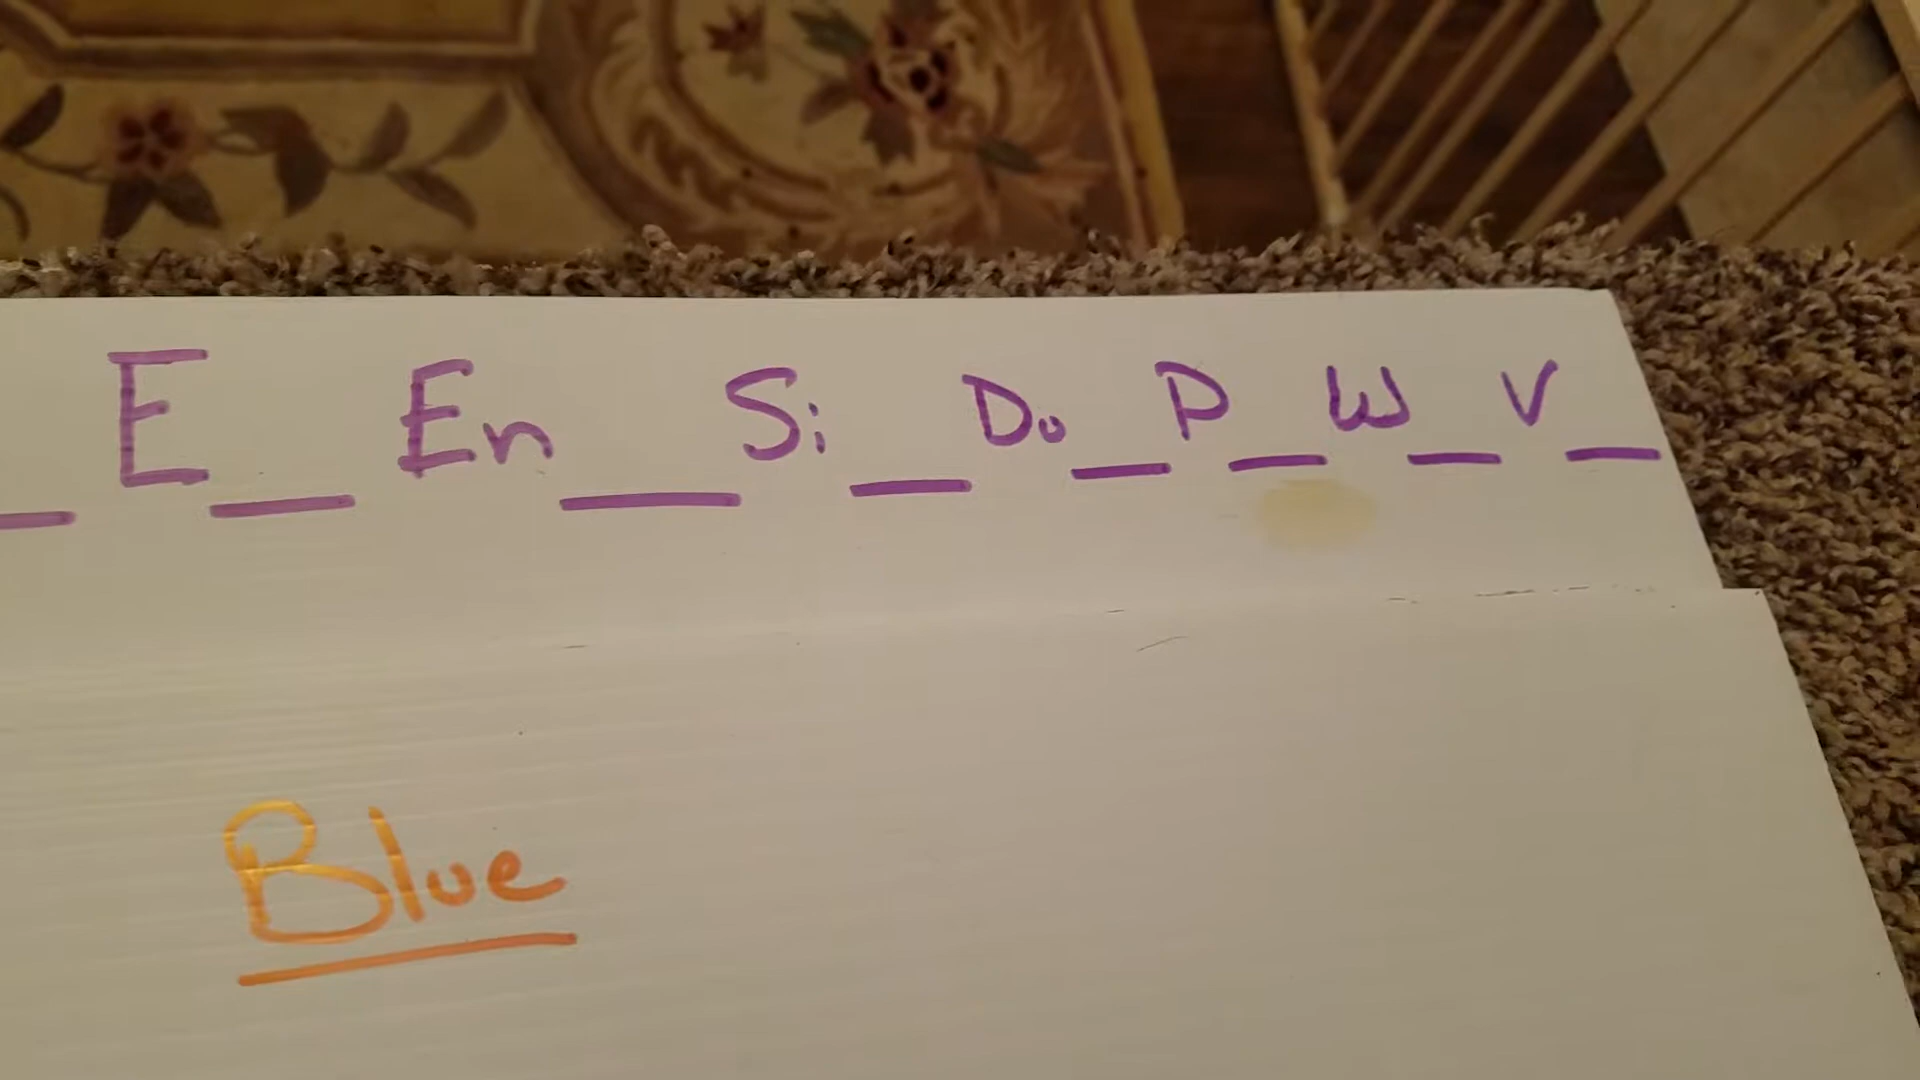 _ E _ En _ Si _ Do _ P _ W _ V _
Blue